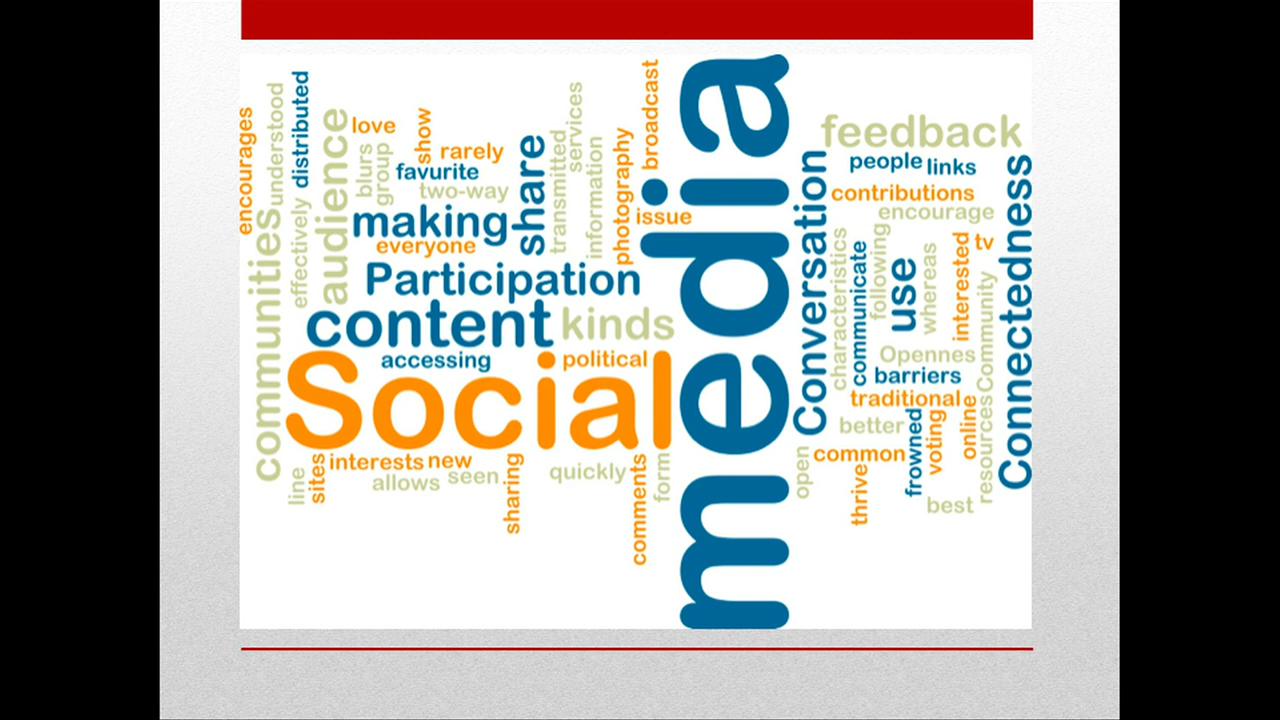 encourages
understood
distributed
communities
effectively
audience
love
blurs
group
show
rarely
favurite
two-way
making
everyone
share
transmitted
services
information
photography
broadcast
issue
Participation
content
kinds
accessing
political
Social
media
line
sites
interests
new
allows
seen
sharing
quickly
comments
form
feedback
people
links
contributions
encourage
Conversation
characteristics
communicate
following
use
whereas
interested
tv
Community
Connectedness
Opennes
barriers
traditional
better
common
open
thrive
frowned
voting
online
resources
best